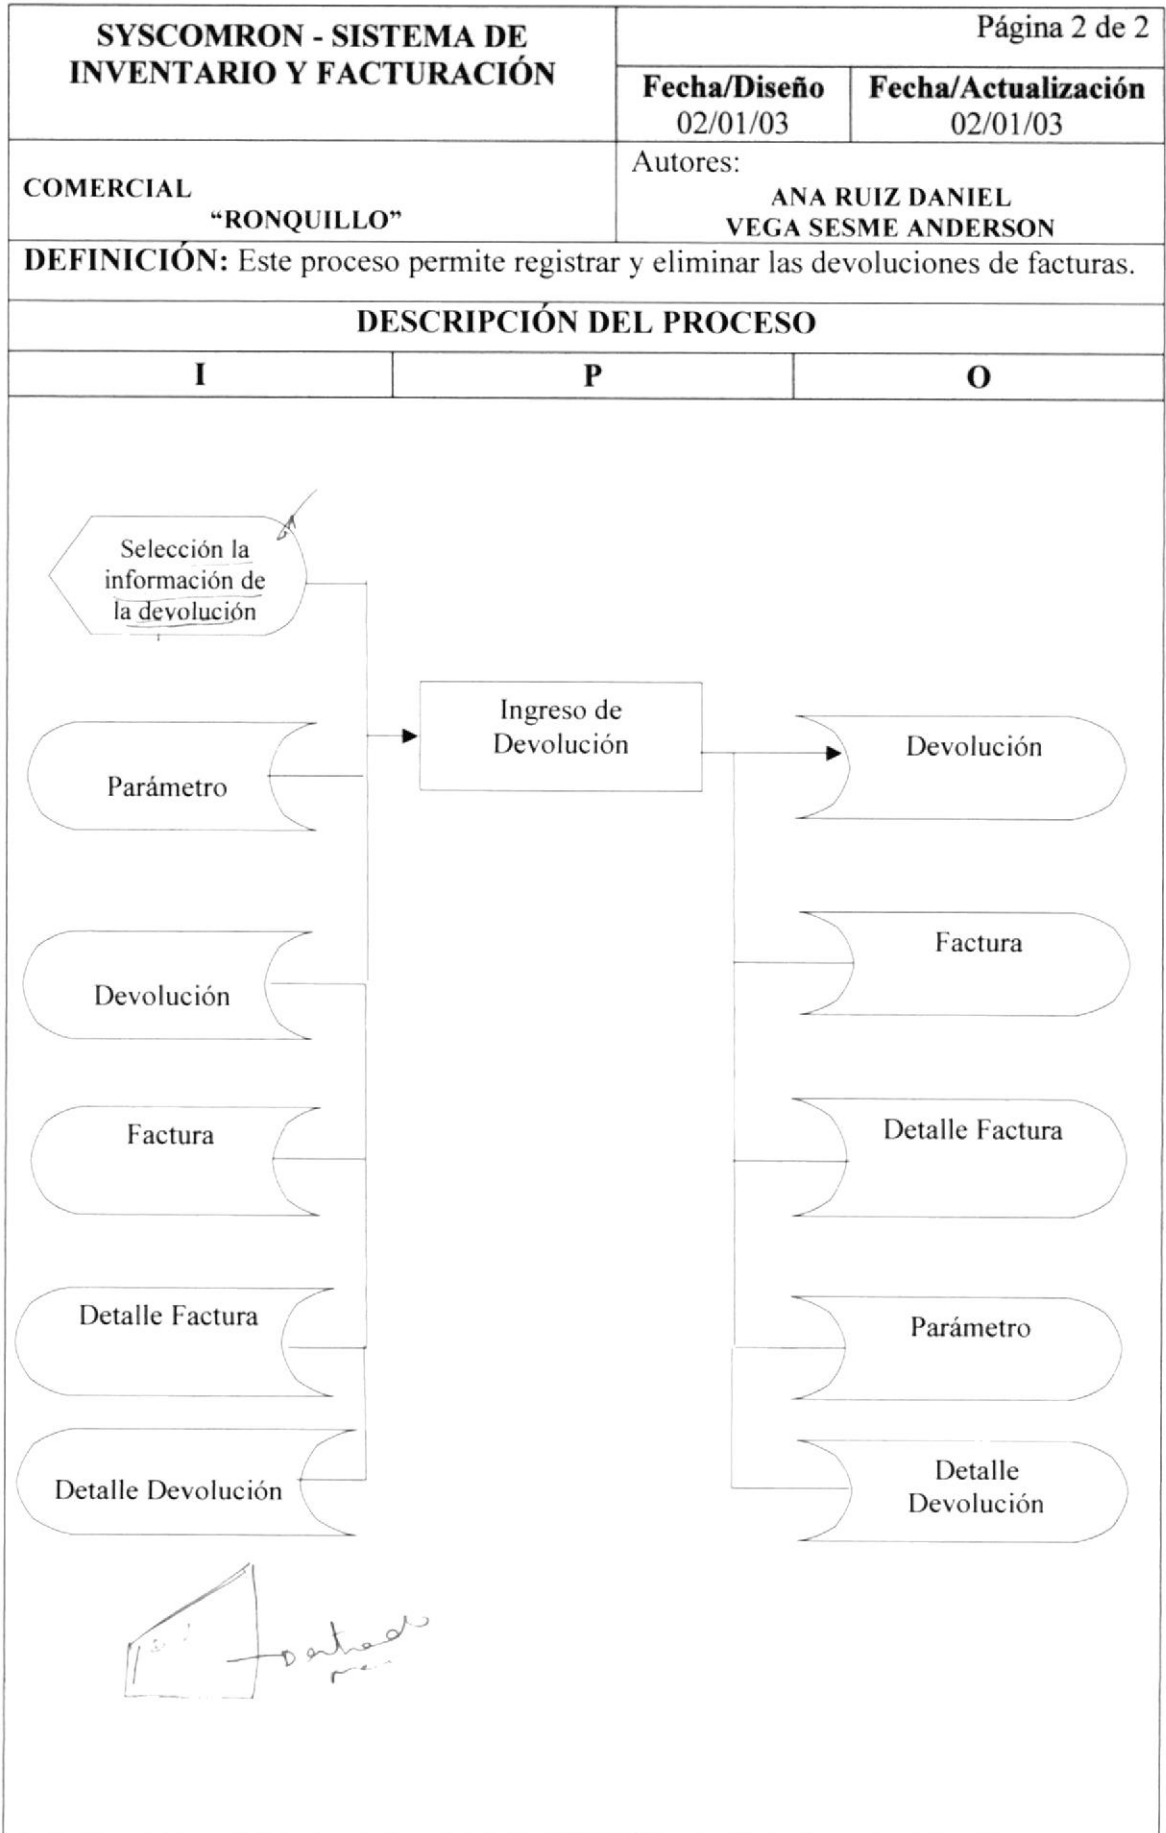 SYSCOMRON - SISTEMA DE
INVENTARIO Y FACTURACIÓN
Página 2 de 2
Fecha/Diseño
02/01/03
Fecha/Actualización
02/01/03
COMERCIAL
“RONQUILLO”
Autores:
ANA RUIZ DANIEL
VEGA SESME ANDERSON
DEFINICIÓN: Este proceso permite registrar y eliminar las devoluciones de facturas.
DESCRIPCIÓN DEL PROCESO
I
P
O
Selección la
información de
la devolución
Parámetro
Devolución
Factura
Detalle Factura
Detalle Devolución
Ingreso de
Devolución
Devolución
Factura
Detalle Factura
Parámetro
Detalle
Devolución